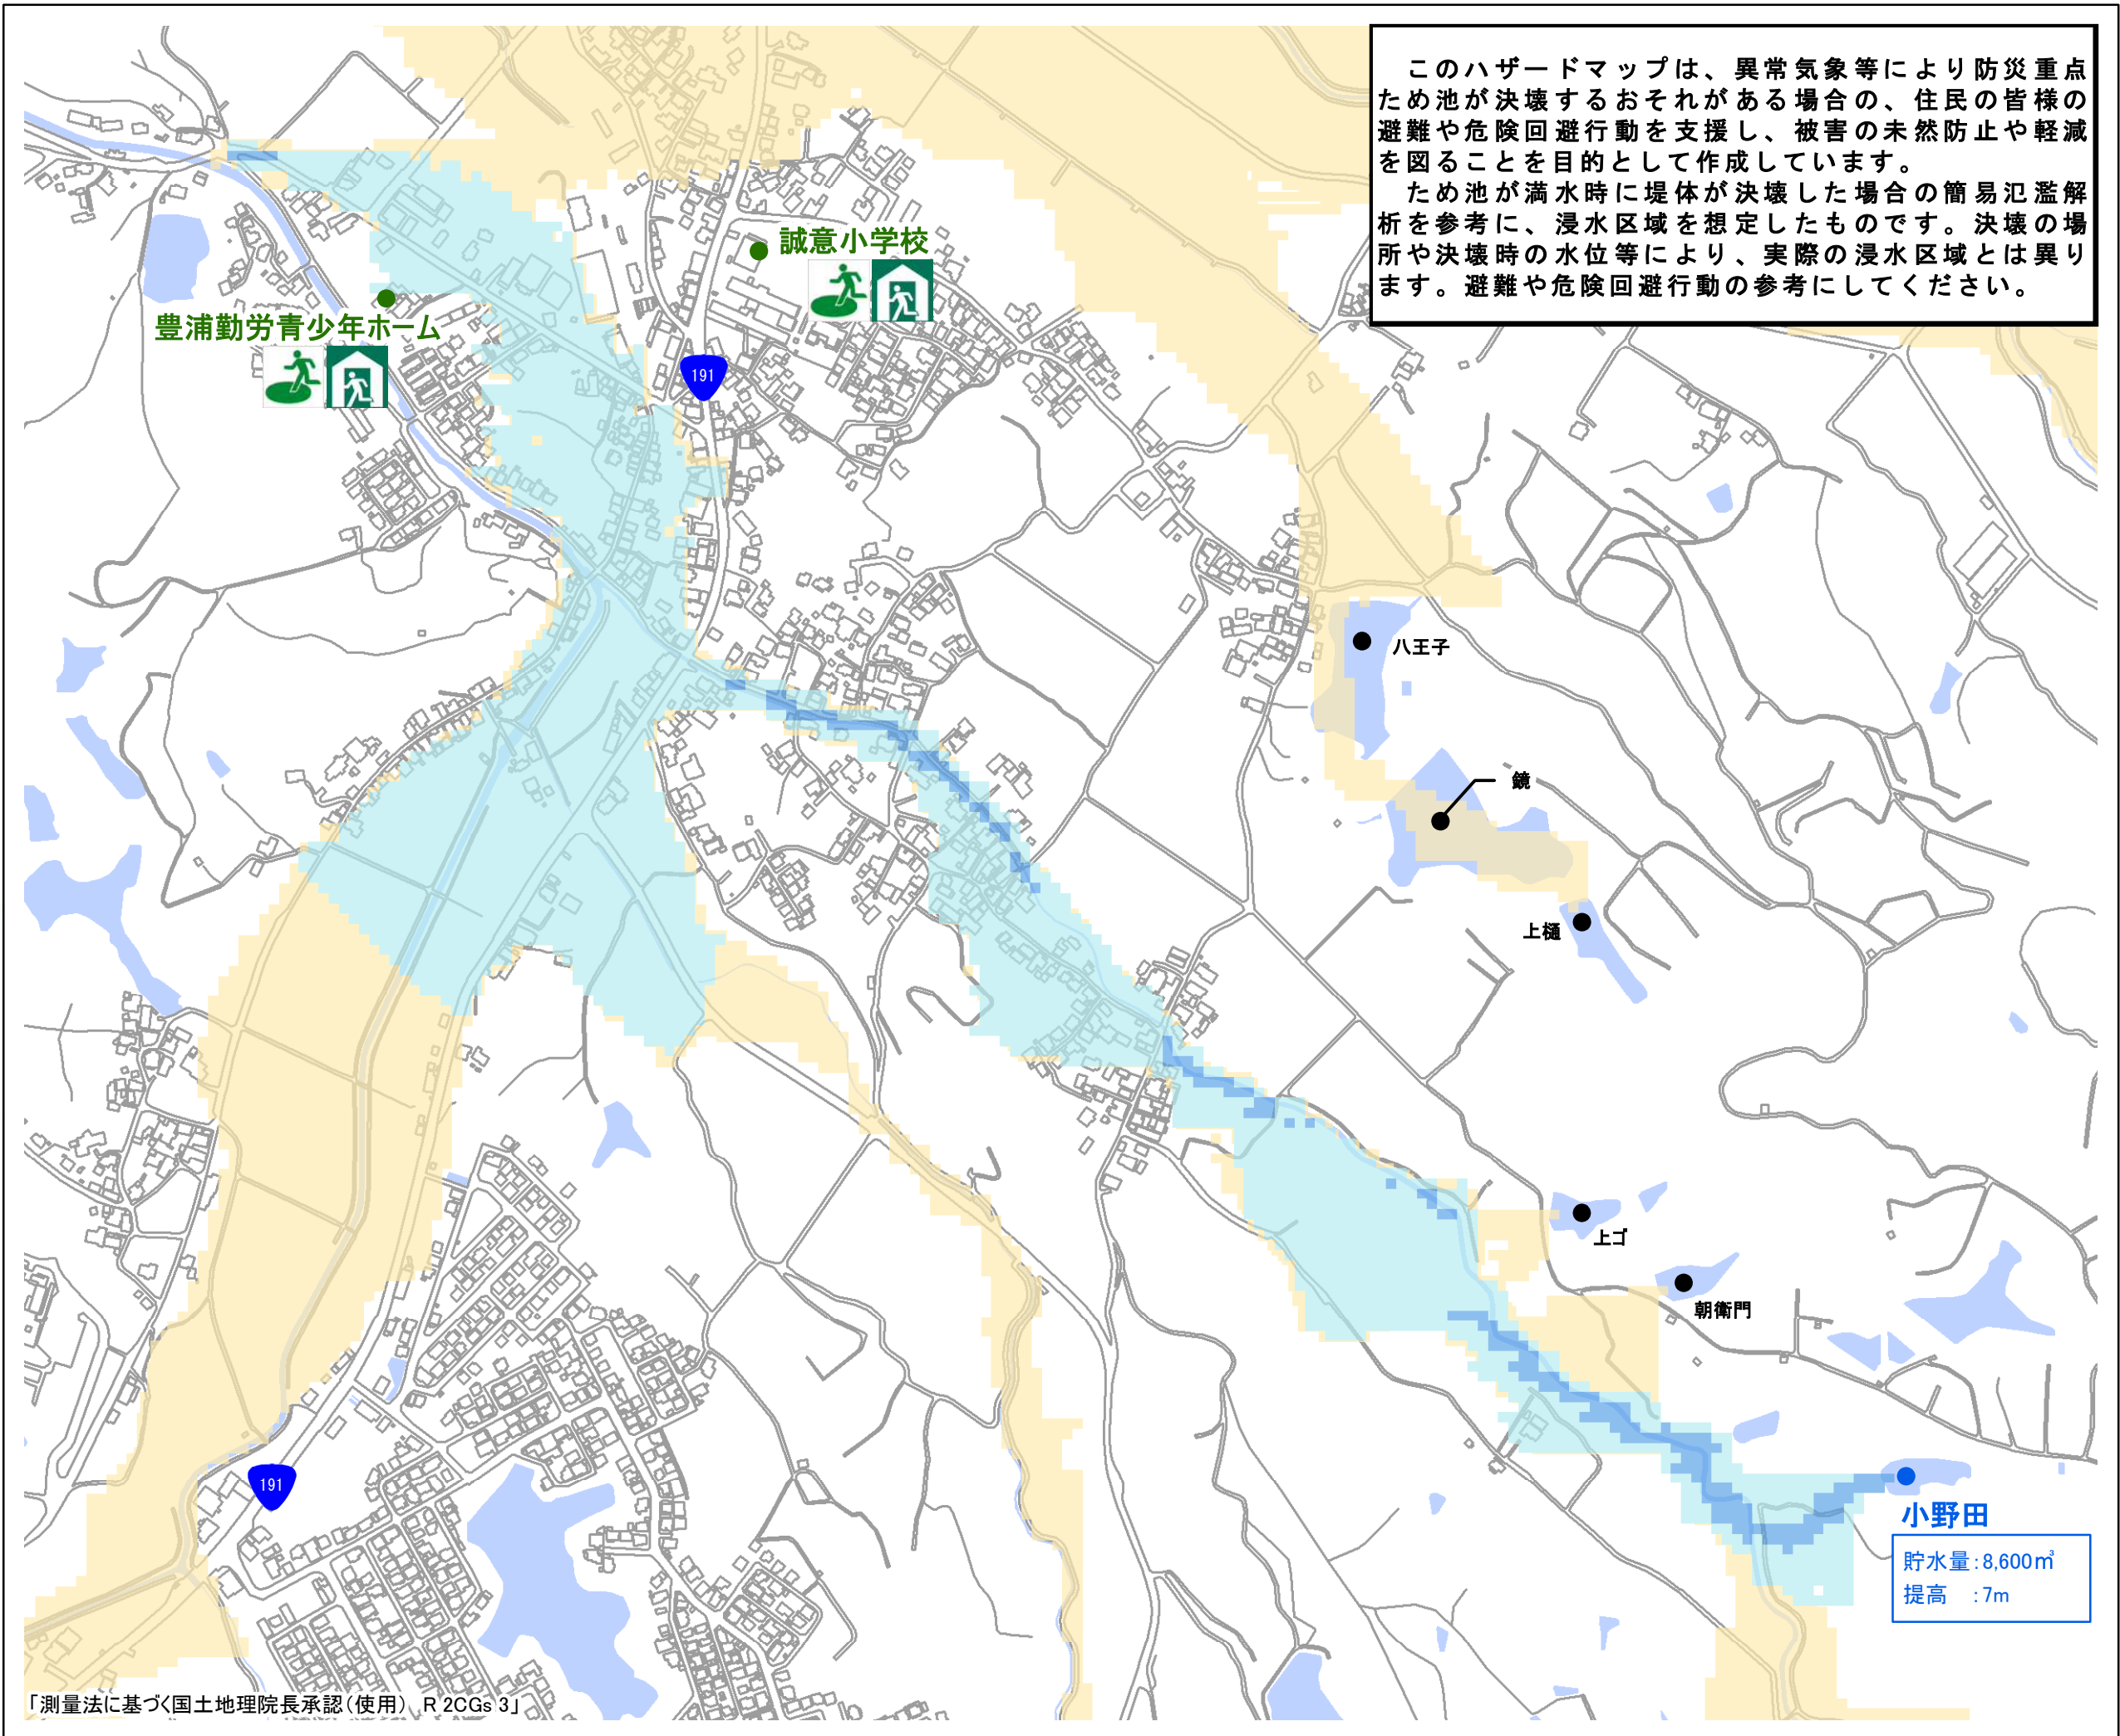 このハザードマップは、異常気象等により防災重点
ため池が決壊するおそれがある場合の、住民の皆様の
避難や危険回避行動を支援し、被害の未然防止や軽減
を図ることを目的として作成しています。
ため池が満水時に堤体が決壊した場合の簡易氾濫解
析を参考に、浸水区域を想定したものです。決壊の場
所や決壊時の水位等により、実際の浸水区域とは異り
ます。避難や危険回避行動の参考にしてください。
誠意小学校
豊浦勤労青少年ホーム
191
八王子
鏡
上樋
上ゴ
朝衛門
191
小野田
貯水量:8,600㎥
提高 :7m
「測量法に基づく国土地理院長承認(使用) R 2CGs 3」